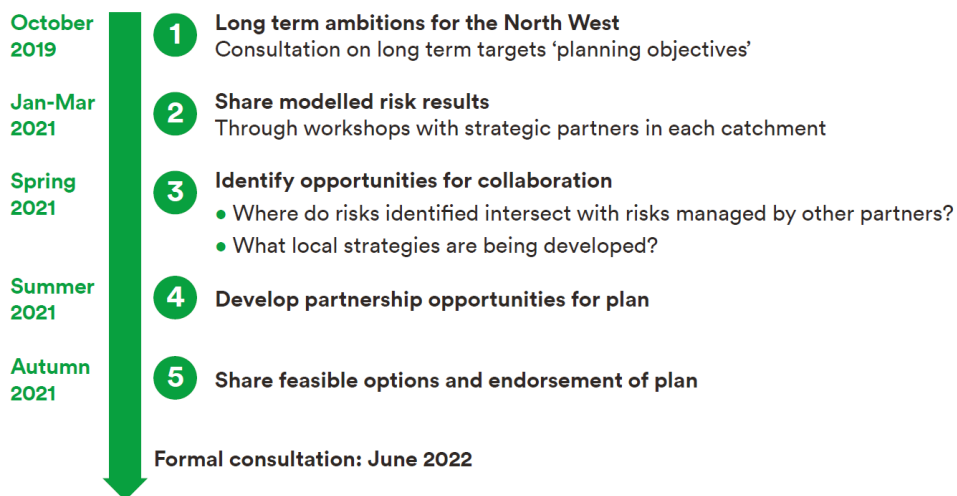 October
2019
1
Long term ambitions for the North West
Consultation on long term targets ‘planning objectives’
Jan-Mar
2021
2
Share modelled risk results
Through workshops with strategic partners in each catchment
Spring
2021
3
Identify opportunities for collaboration
• Where do risks identified intersect with risks managed by other partners?
• What local strategies are being developed?
Summer
2021
4
Develop partnership opportunities for plan
Autumn
2021
5
Share feasible options and endorsement of plan
Formal consultation: June 2022